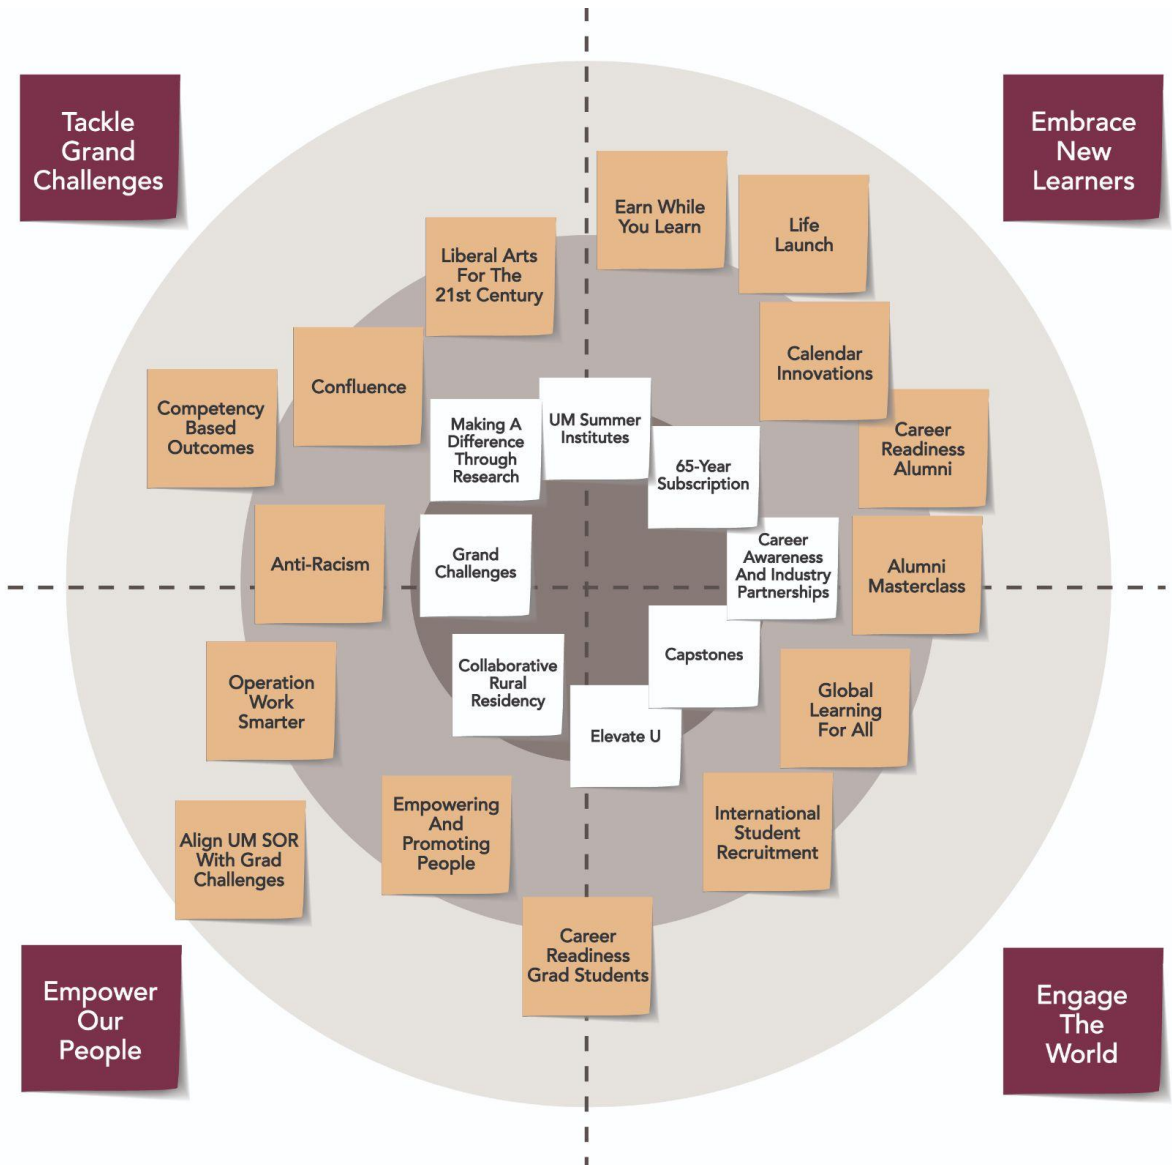 Tackle
Grand
Challenges
Embrace
New
Learners
Earn While
You Learn
Life
Launch
Liberal Arts
For The
21st Century
Calendar
Innovations
Confluence
Competency
Based
Outcomes
Career
Readiness
Alumni
Making A
Difference
Through
Research
UM Summer
Institutes
65-Year
Subscription
Anti-Racism
Grand
Challenges
Career
Awareness
And Industry
Partnerships
Alumni
Masterclass
Operation
Work
Smarter
Collaborative
Rural
Residency
Capstones
Global
Learning
For All
Elevate U
Align UM SOR
With Grad
Challenges
Empowering
And
Promoting
People
International
Student
Recruitment
Career
Readiness
Grad Students
Empower
Our
People
Engage
The
World